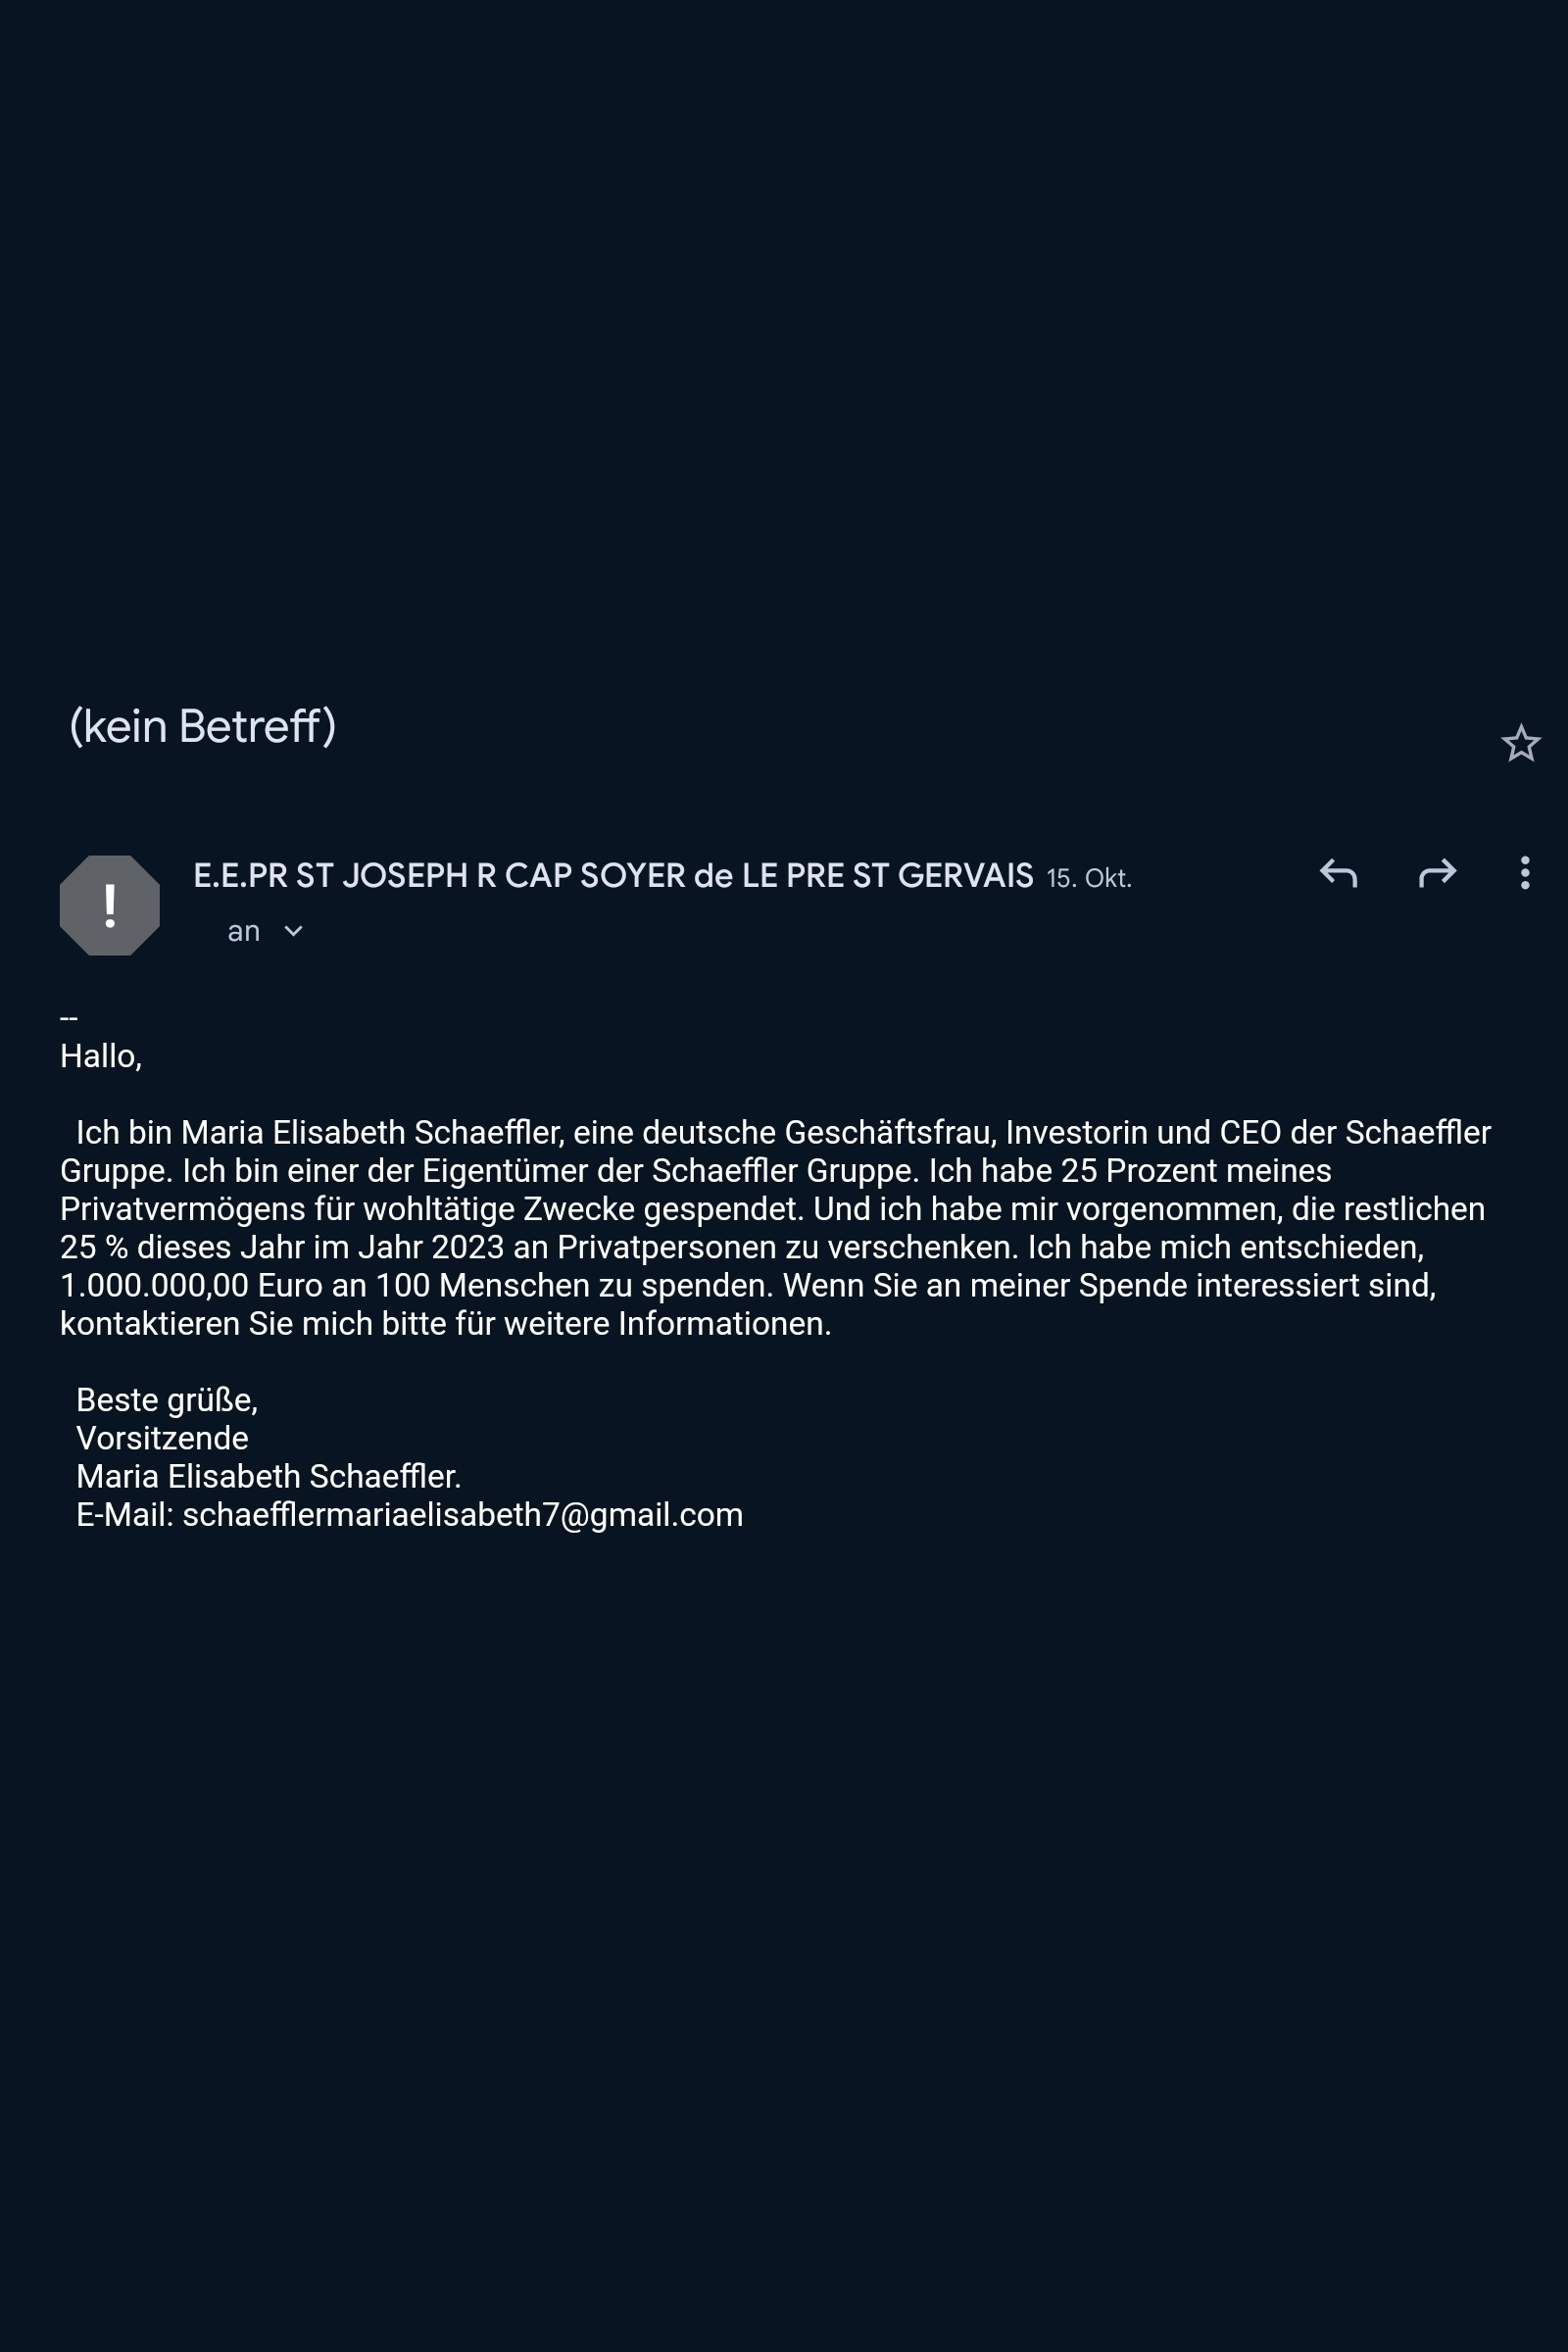 (kein Betreff)
!
E.E.PR ST JOSEPH R CAP SOYER de LE PRE ST GERVAIS 15. Okt.
an
--
Hallo,
Ich bin Maria Elisabeth Schaeffler, eine deutsche Geschäftsfrau, Investorin und CEO der Schaeffler
Gruppe. Ich bin einer der Eigentümer der Schaeffler Gruppe. Ich habe 25 Prozent meines
Privatvermögens für wohltätige Zwecke gespendet. Und ich habe mir vorgenommen, die restlichen
25 % dieses Jahr im Jahr 2023 an Privatpersonen zu verschenken. Ich habe mich entschieden,
1.000.000,00 Euro an 100 Menschen zu spenden. Wenn Sie an meiner Spende interessiert sind,
kontaktieren Sie mich bitte für weitere Informationen.
Beste grüße,
Vorsitzende
Maria Elisabeth Schaeffler.
E-Mail: schaefflermariaelisabeth7@gmail.com